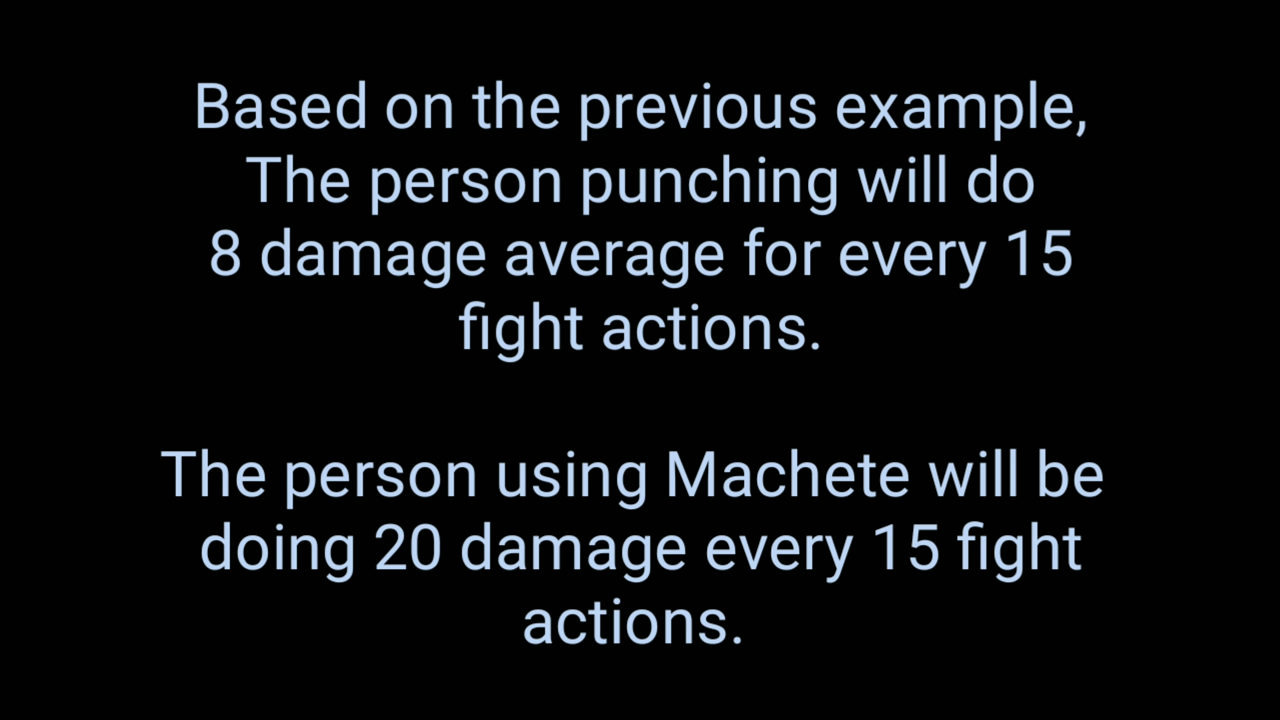 Based on the previous example,
The person punching will do
8 damage average for every 15
fight actions.
The person using Machete will be
doing 20 damage every 15 fight
actions.